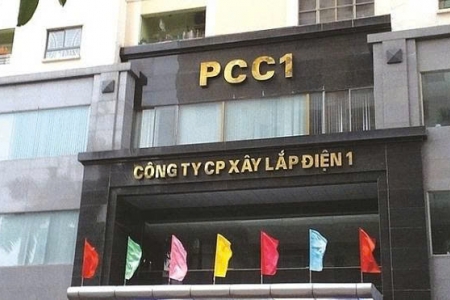 PCC1
CÔNG TY CP XÂY LẮP ĐIỆN 1